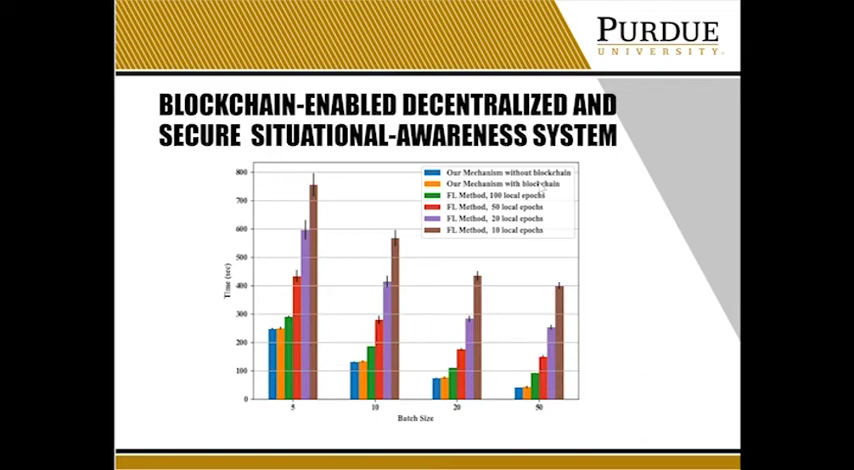 PURDUE
UNIVERSITY
BLOCKCHAIN-ENABLED DECENTRALIZED AND
SECURE SITUATIONAL-AWARENESS SYSTEM
Our Mechanism without blockchain
Our Mechanism with blockchain
FL Method, 100 local epochs
FL Method, 50 local epochs
FL Method, 20 local epochs
FL Method, 10 local epochs
800
700
600
500
400
300
200
100
0
Time (sec)
5 10 20 50
Batch Size